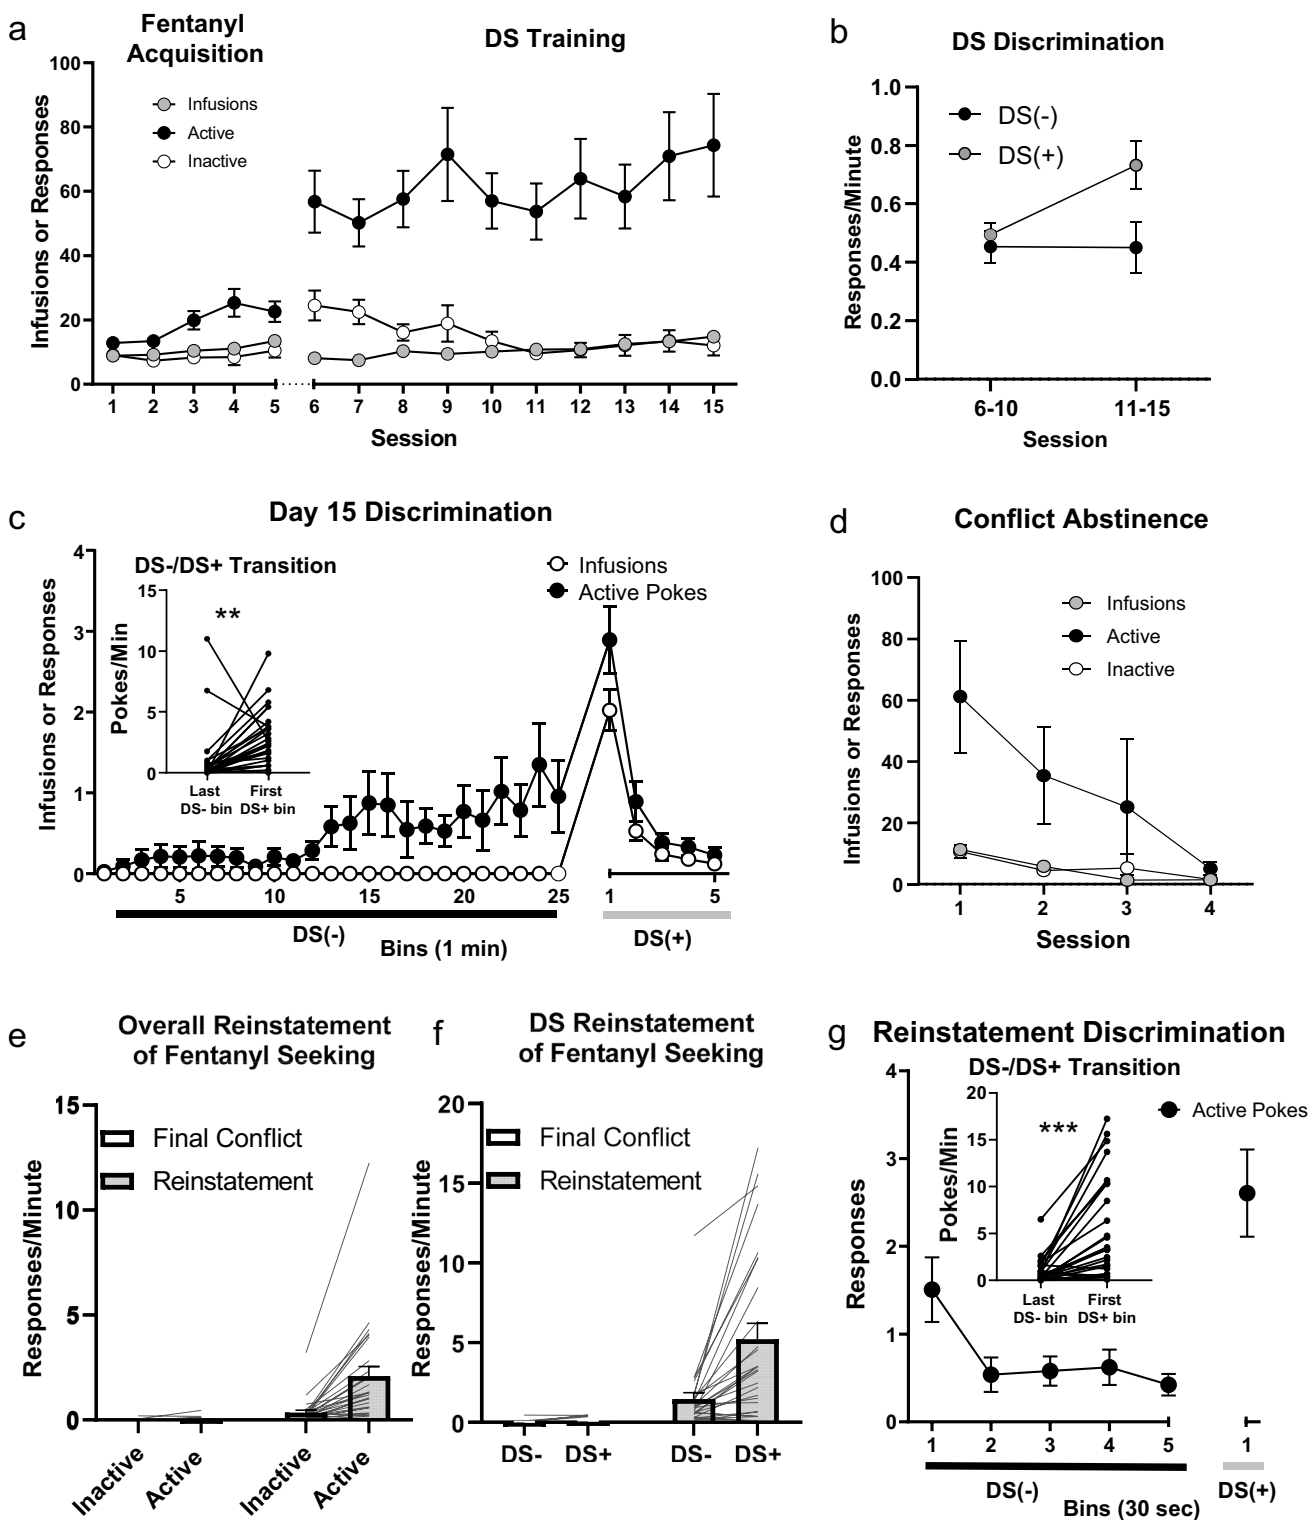 a
Fentanyl
Acquisition
DS Training
Infusions or Responses
100
80
60
40
20
0
Infusions
Active
Inactive
1 2 3 4 5 6 7 8 9 10 11 12 13 14 15
Session
b
DS Discrimination
Responses/Minute
1.0
0.8
0.6
0.4
0.2
0.0
DS(-)
DS(+)
6-10 11-15
Session
c
Day 15 Discrimination
Infusions or Responses
4
3
2
1
0
DS-/DS+ Transition
Pokes/Min
15
10
5
0
**
Last
DS- bin
First
DS+ bin
Infusions
Active Pokes
5 10 15 20 25 1 5
DS(-)
Bins (1 min)
DS(+)
d
Conflict Abstinence
Infusions or Responses
100
80
60
40
20
0
Infusions
Active
Inactive
1 2 3 4
Session
e
Overall Reinstatement
of Fentanyl Seeking
Responses/Minute
15
10
5
0
Final Conflict
Reinstatement
Inactive Active Inactive Active
f
DS Reinstatement
of Fentanyl Seeking
Responses/Minute
20
15
10
5
0
Final Conflict
Reinstatement
DS- DS+ DS- DS+
g
Reinstatement Discrimination
Responses
4
3
2
1
0
DS-/DS+ Transition
Pokes/Min
20
15
10
5
0
***
Last
DS- bin
First
DS+ bin
Active Pokes
1 2 3 4 5 1
DS(-)
Bins (30 sec)
DS(+)